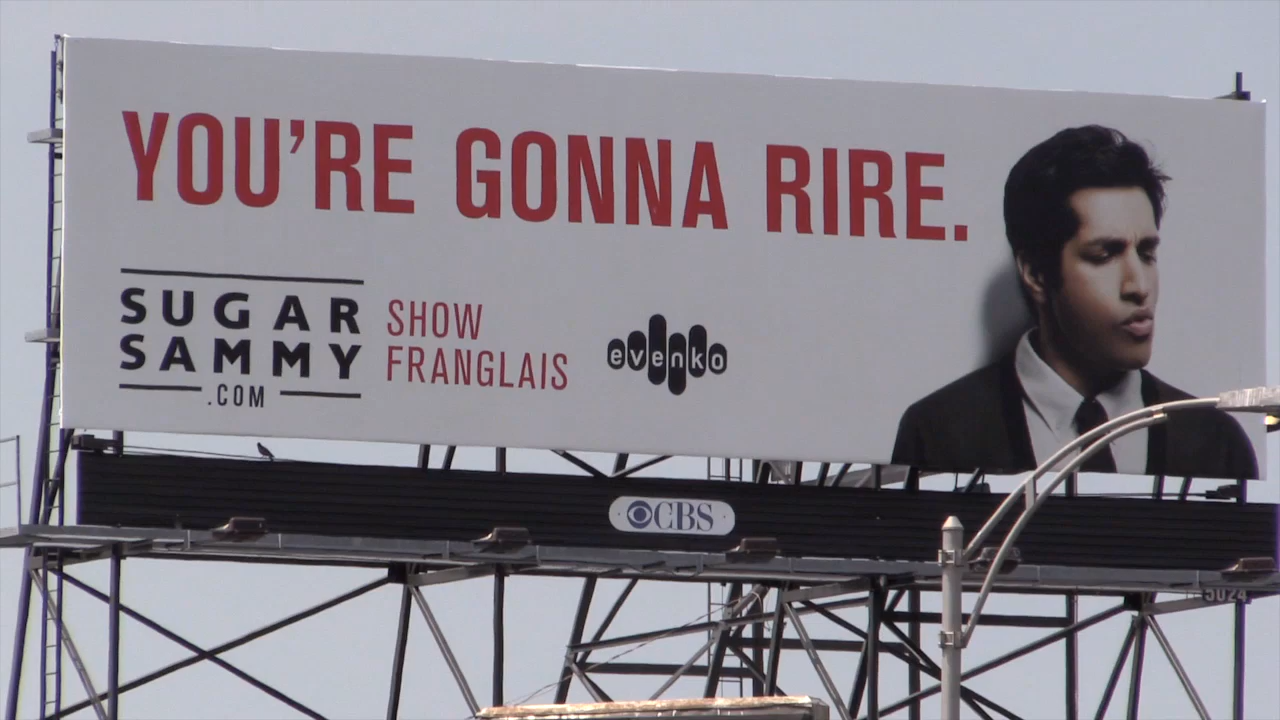 YOU'RE GONNA RIRE.
SUGAR
SAMMY
.COM
SHOW
FRANGLAIS
evenko
CBS
5024